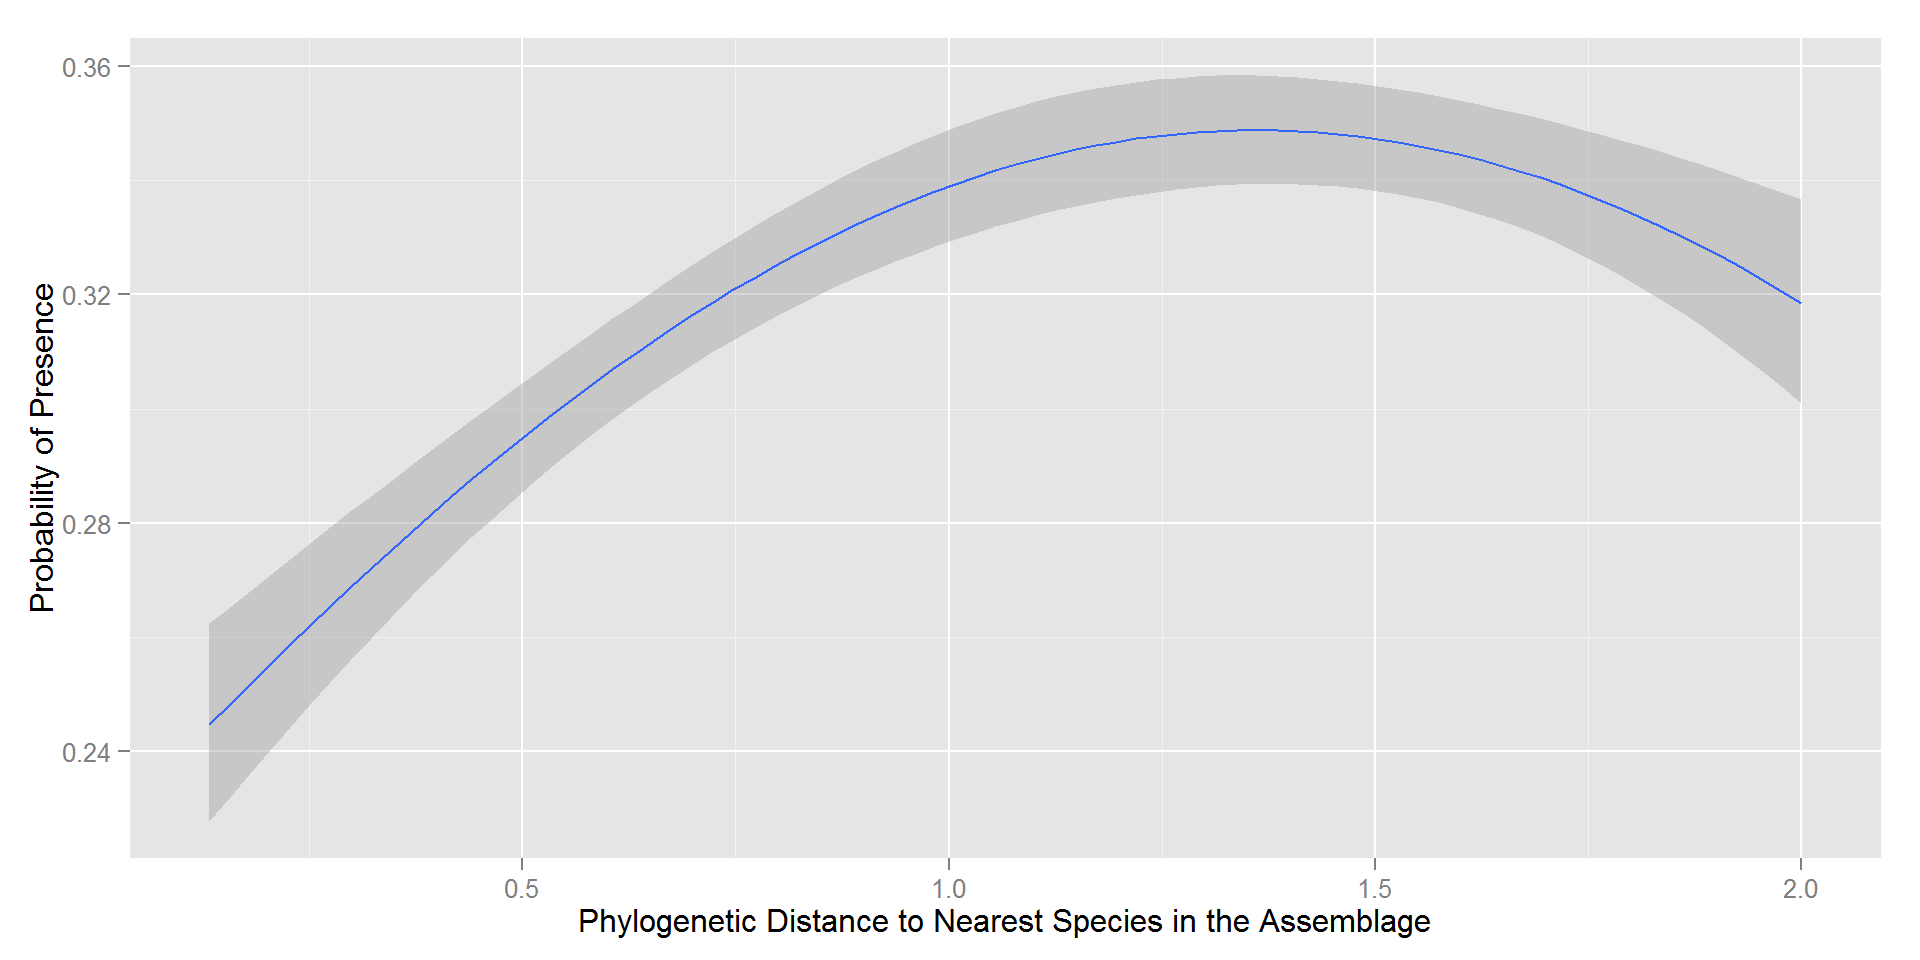 0.36
0.32
0.28
0.24
Probability of Presence
0.5 1.0 1.5 2.0
Phylogenetic Distance to Nearest Species in the Assemblage